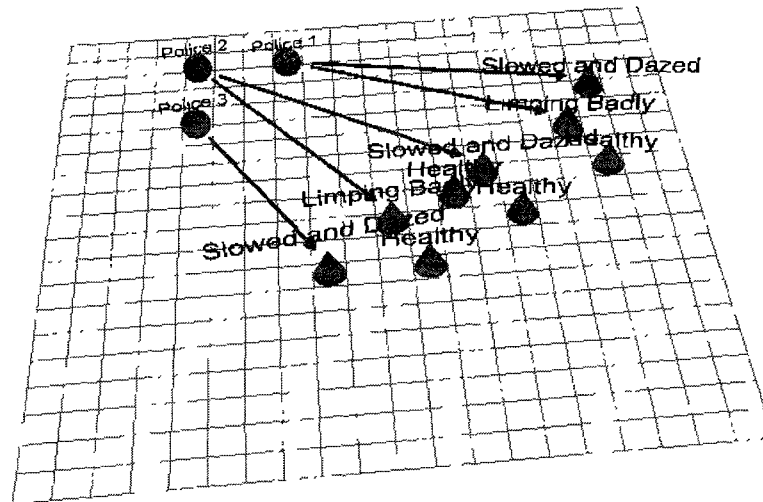 Police 2
Police 1
Slowed and Dazed
Police 3
Limping Badly
Slowed and Dazed
Healthy
Healthy
Limping Badly
Healthy
Slowed and Dazed
Healthy